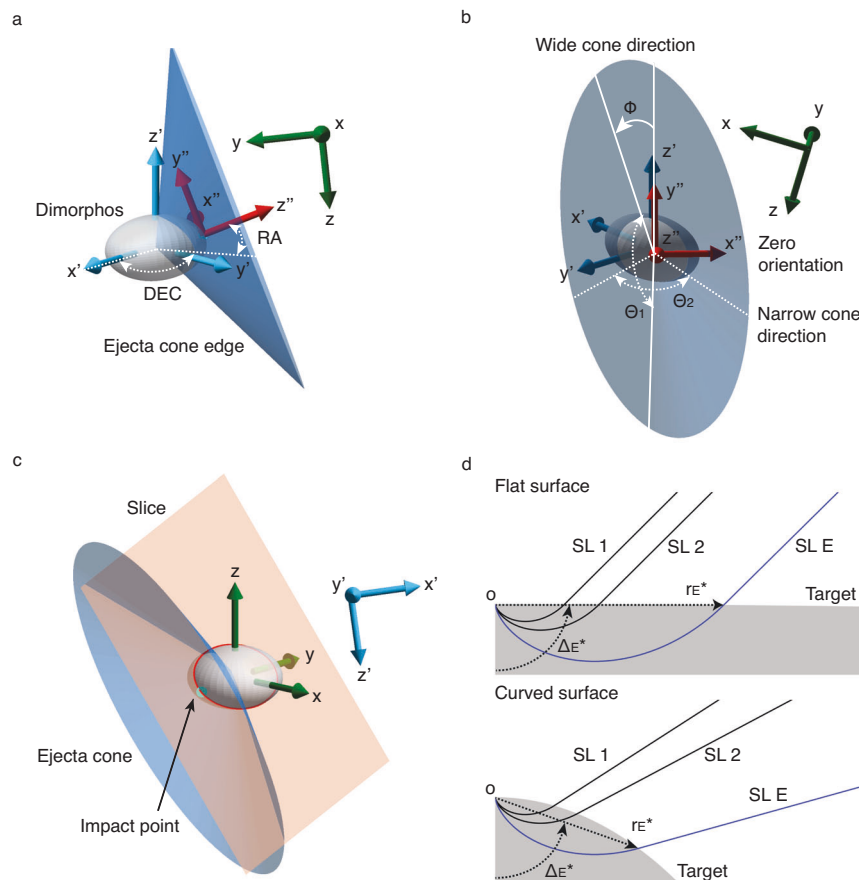 a
z'
y"
x"
z"
Dimorphos
x'
y'
RA
DEC
Ejecta cone edge
x
y
z
b
Wide cone direction
Φ
z'
y"
x'
z"
x"
y'
Θ1
Θ2
x
y
z
Zero
orientation
Narrow cone
direction
c
Slice
z
y
x
y'
x'
z'
Ejecta cone
Impact point
d
Flat surface
SL 1
SL 2
SL E
o
rE*
Target
ΔE*
Curved surface
SL 1
SL 2
SL E
o
rE*
ΔE*
Target